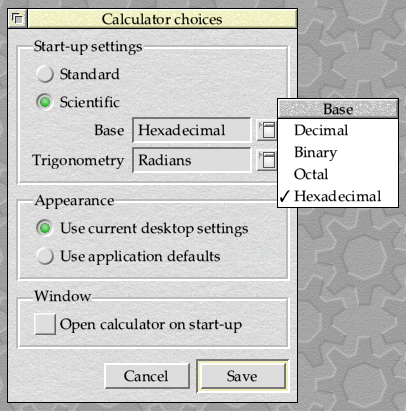 Calculator choices
Start-up settings
Standard
Scientific
Base Hexadecimal
Trigonometry Radians
Base
Decimal
Binary
Octal
✓ Hexadecimal
Appearance
Use current desktop settings
Use application defaults
Window
Open calculator on start-up
Cancel Save